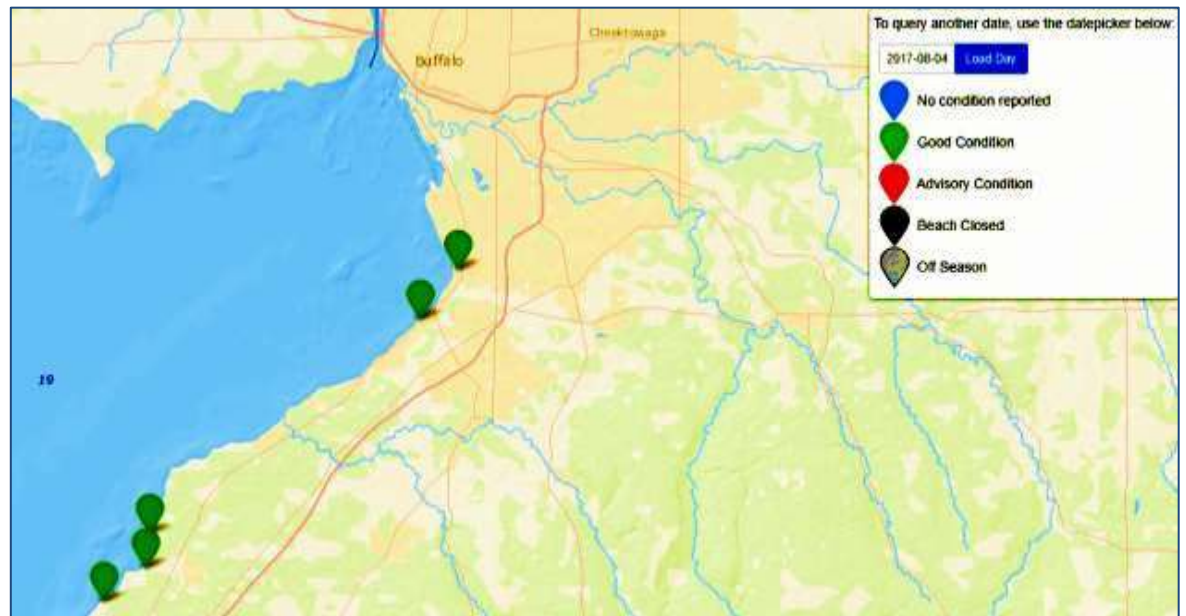 To query another date, use the datepicker below:
2017-08-04 Load Day
No condition reported
Good Condition
Advisory Condition
Beach Closed
Off Season
Cheektowaga
Buffalo
19